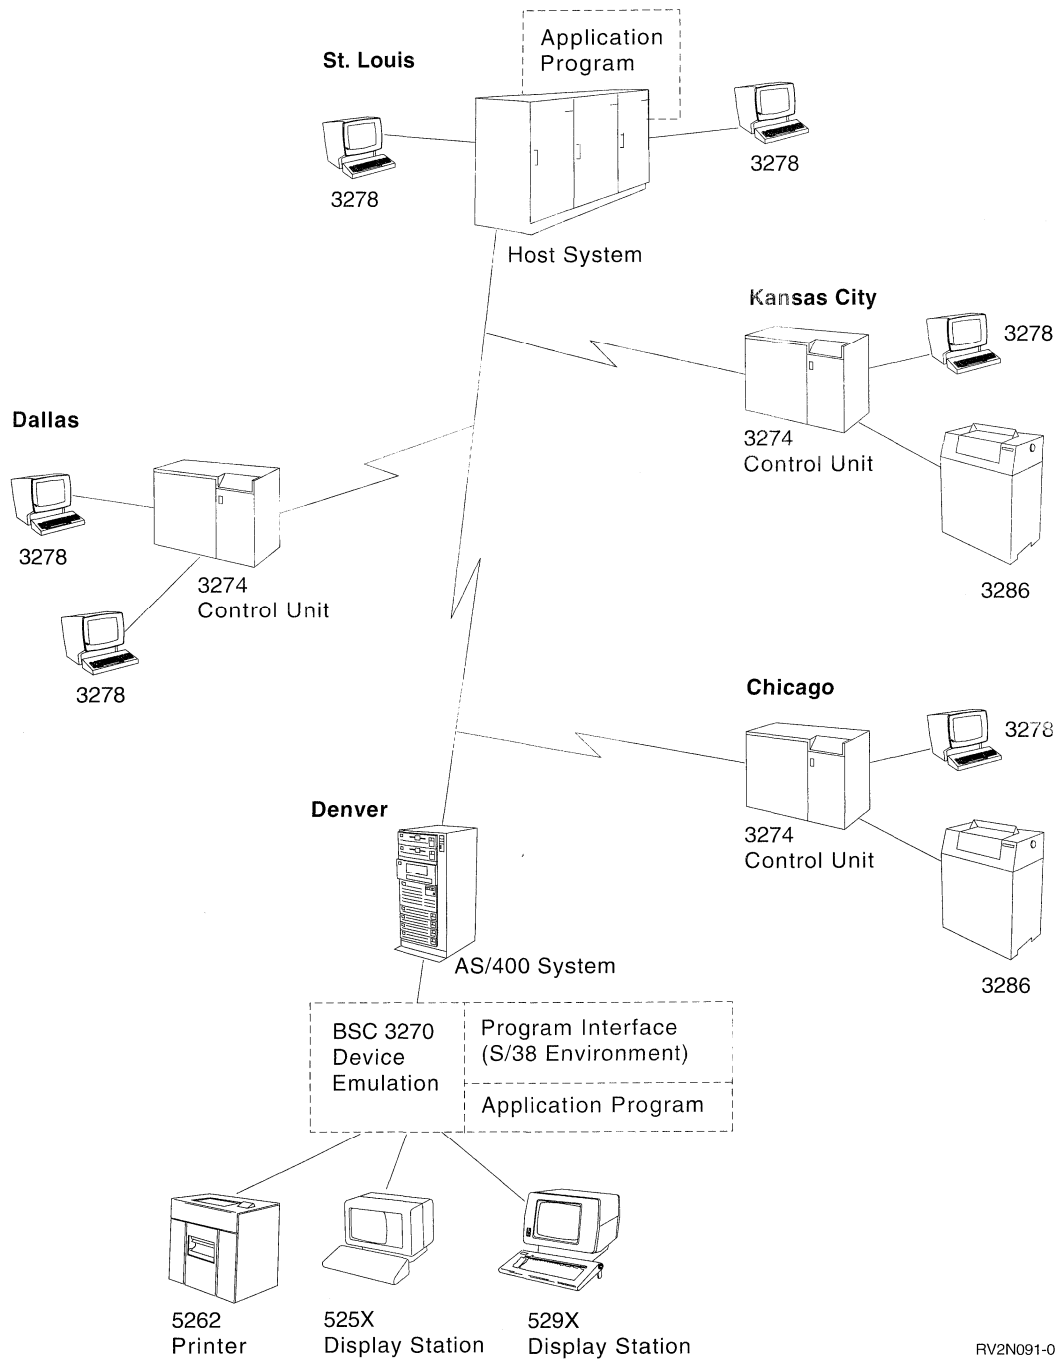 Application
Program
St. Louis
3278
3278
Host System
Kansas City
3278
3274
Control Unit
3286
Dallas
3278
3274
Control Unit
3278
Chicago
3278
3274
Control Unit
3286
Denver
AS/400 System
BSC 3270
Device
Emulation
Program Interface
(S/38 Environment)
Application Program
5262
Printer
525X
Display Station
529X
Display Station
RV2N091-0